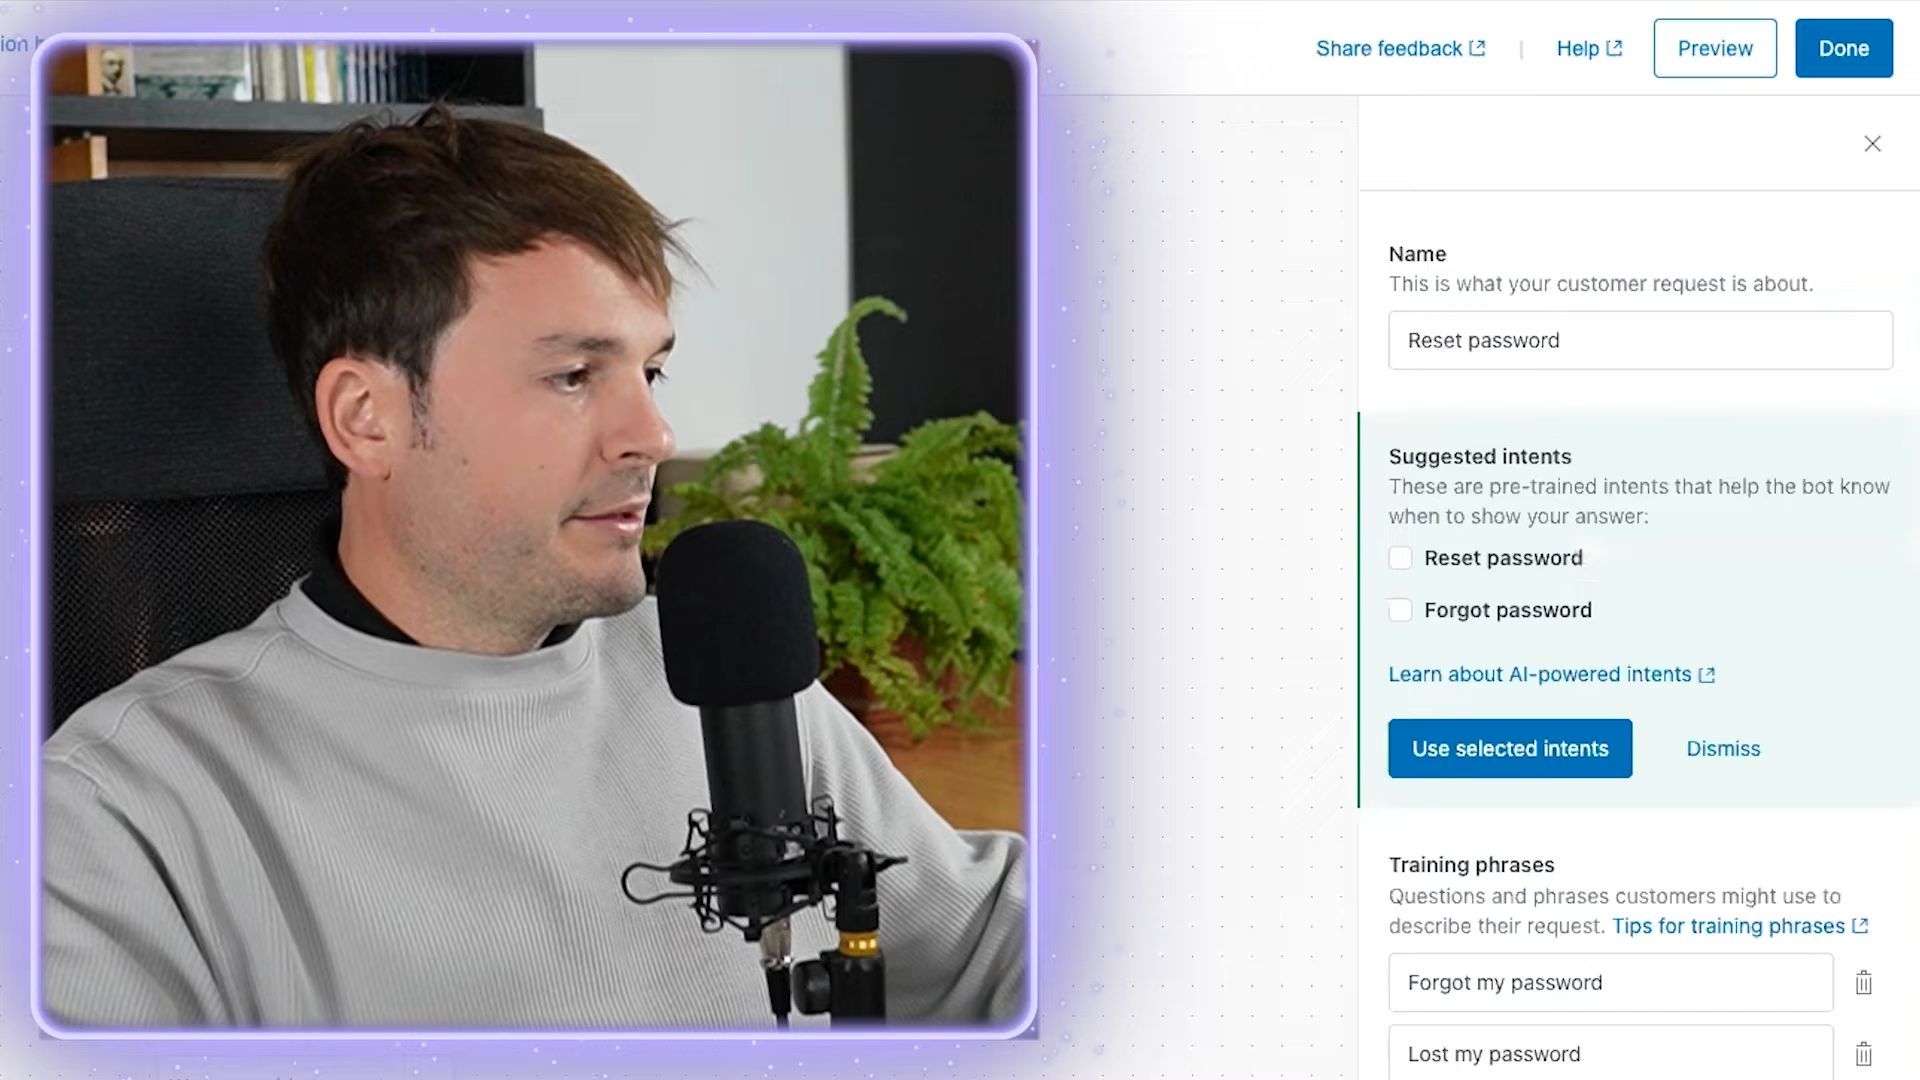 ion
Share feedback
|
Help
Preview
Done
Name
This is what your customer request is about.
Reset password
Suggested intents
These are pre-trained intents that help the bot know
when to show your answer:
Reset password
Forgot password
Learn about AI-powered intents
Use selected intents
Dismiss
Training phrases
Questions and phrases customers might use to
describe their request. Tips for training phrases
Forgot my password
Lost my password